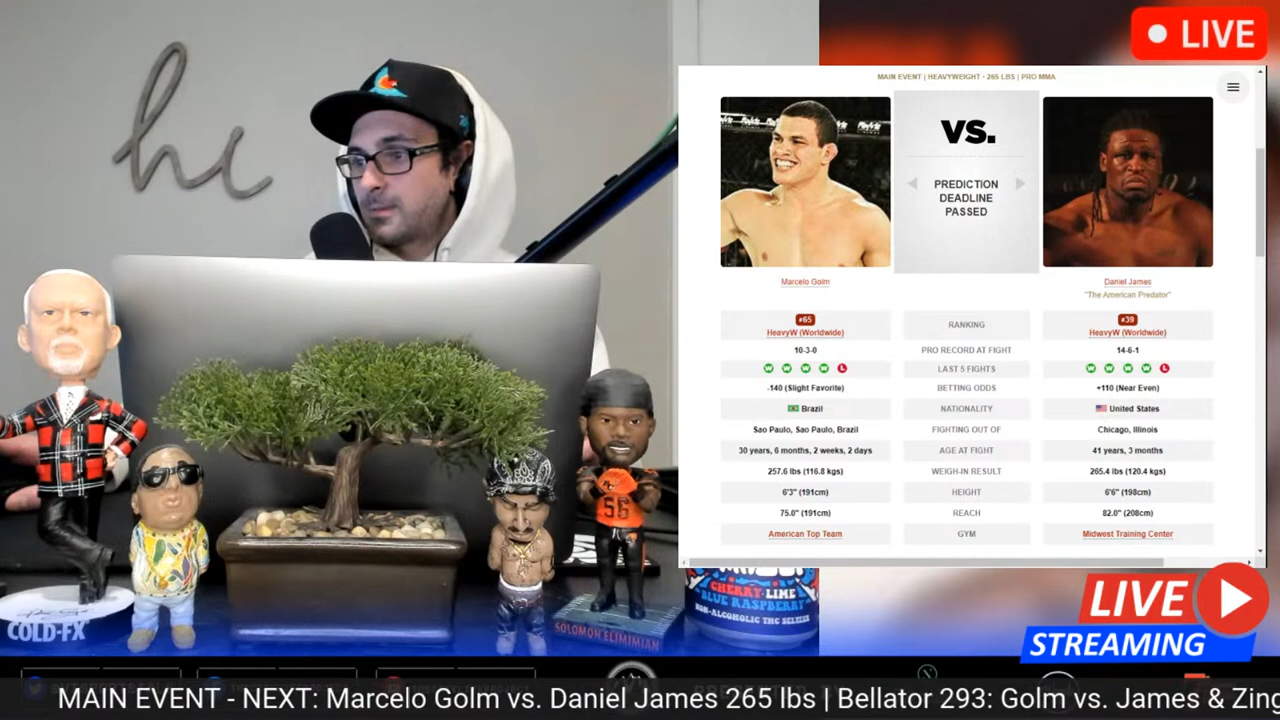 LIVE
hi
MAIN EVENT | HEAVYWEIGHT · 265 LBS | PRO MMA
VS.
PREDICTION
DEADLINE
PASSED
Marcelo Golm
Daniel James
"The American Predator"
#65
HeavyW (Worldwide)
RANKING
#39
HeavyW (Worldwide)
10-3-0
PRO RECORD AT FIGHT
14-6-1
W W W W L
LAST 5 FIGHTS
W W W W L
-140 (Slight Favorite)
BETTING ODDS
+110 (Near Even)
Brazil
NATIONALITY
United States
Sao Paulo, Sao Paulo, Brazil
FIGHTING OUT OF
Chicago, Illinois
30 years, 6 months, 2 weeks, 2 days
AGE AT FIGHT
41 years, 3 months
257.6 lbs (116.8 kgs)
WEIGH-IN RESULT
265.4 lbs (120.4 kgs)
6'3" (191cm)
HEIGHT
6'6" (198cm)
75.0" (191cm)
REACH
82.0" (208cm)
American Top Team
GYM
Midwest Training Center
56
COLD-FX
SOLOMON ELIMIMIAN
CHERRY-LIME
BLUE RASPBERRY
NON-ALCOHOLIC THC SELTZER
LIVE
STREAMING
MAIN EVENT - NEXT: Marcelo Golm vs. Daniel James 265 lbs | Bellator 293: Golm vs. James & Zing